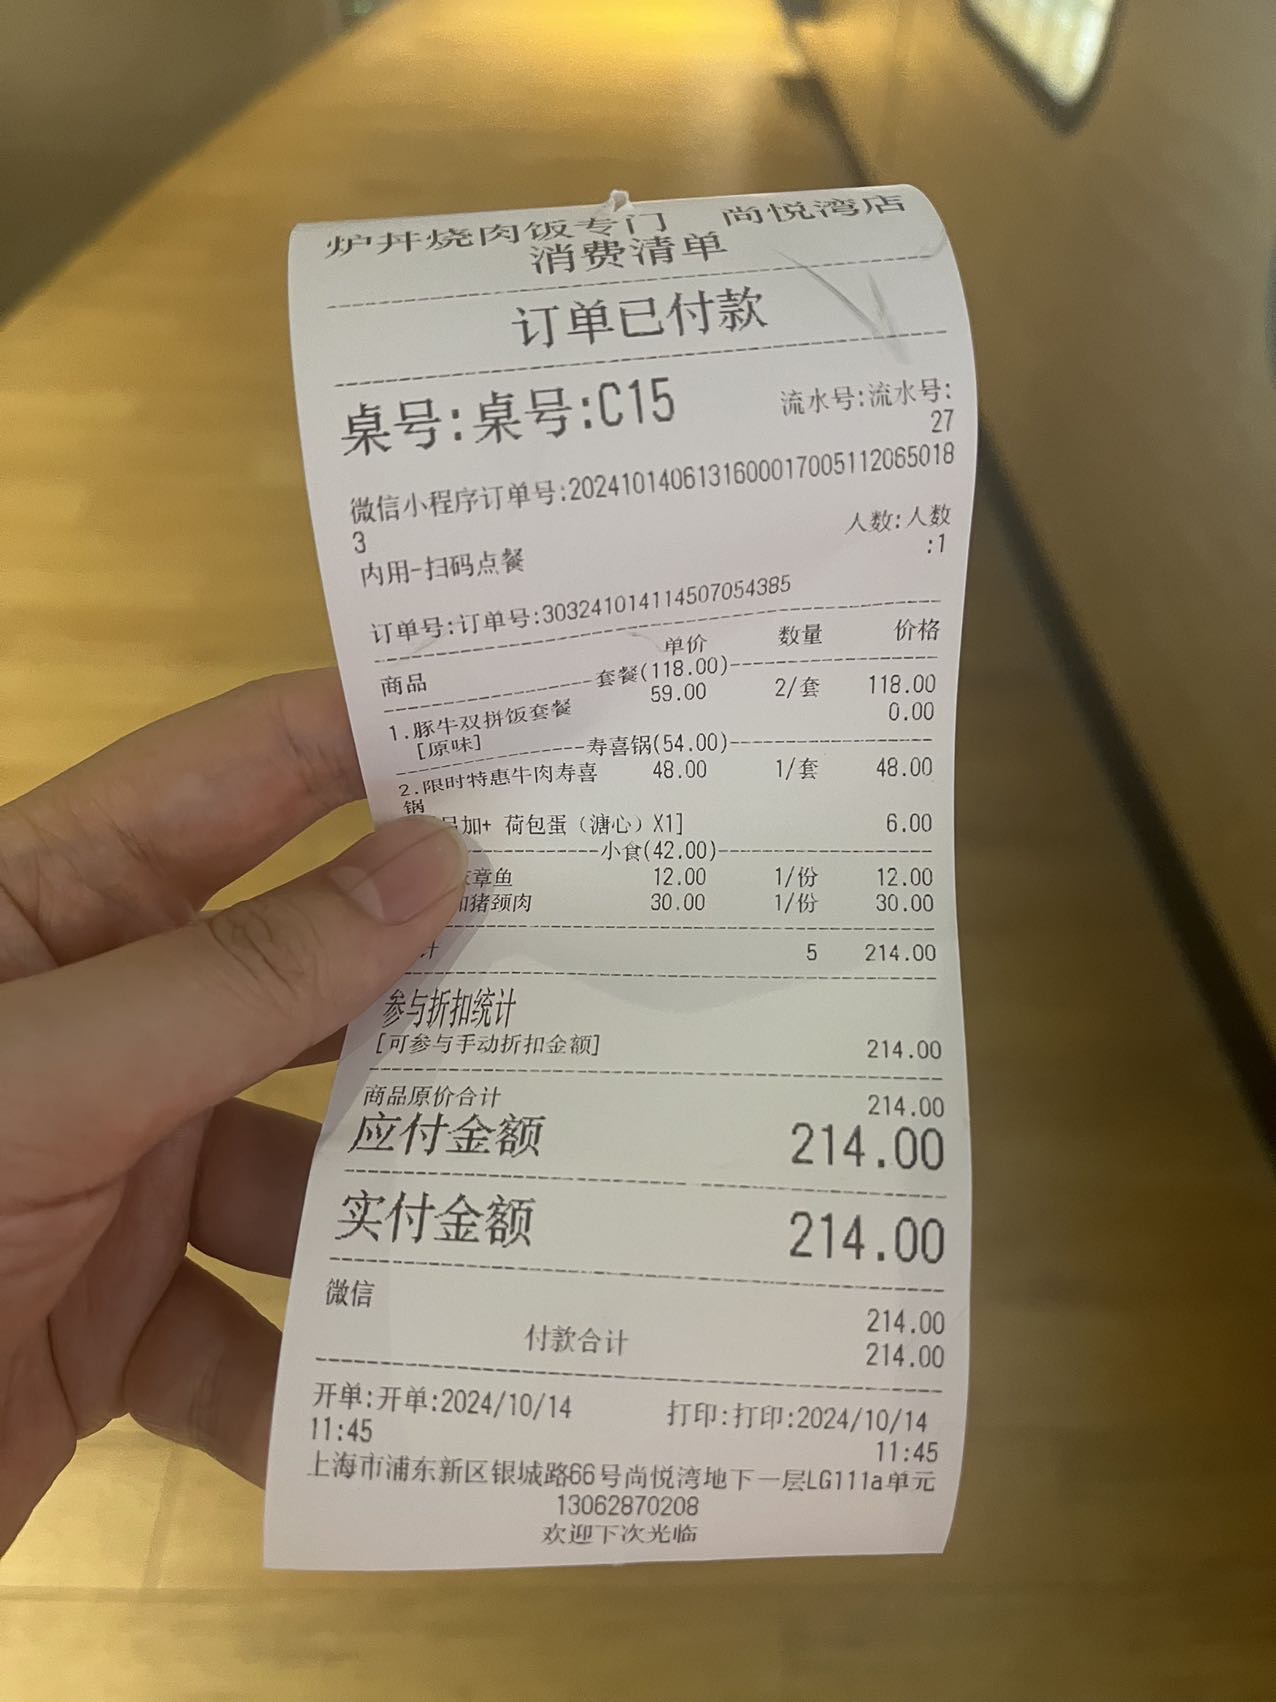 炉丼烧肉饭专门 尚悦湾店
消费清单
订单已付款
桌号:桌号:C15 流水号:流水号:
27
微信小程序订单号:202410140613160001700511206501 8
3
人数:人数
:1
内用-扫码点餐
订单号:订单号:303241014114507054385
商品 单价 数量 价格
套餐(118.00)
1.豚牛双拼饭套餐 59.00 2/套 118.00
[原味] 0.00
寿喜锅(54.00)
2.限时特惠牛肉寿喜 48.00 1/套 48.00
锅
加+ 荷包蛋（溏心）X1] 6.00
小食(42.00)
章鱼 12.00 1/份 12.00
猪颈肉 30.00 1/份 30.00
计 5 214.00
参与折扣统计
[可参与手动折扣金额] 214.00
商品原价合计 214.00
应付金额 214.00
实付金额 214.00
微信 214.00
付款合计 214.00
开单:开单:2024/10/14 打印:打印:2024/10/14
11:45 11:45
上海市浦东新区银城路66号尚悦湾地下一层LG111a单元
13062870208
欢迎下次光临